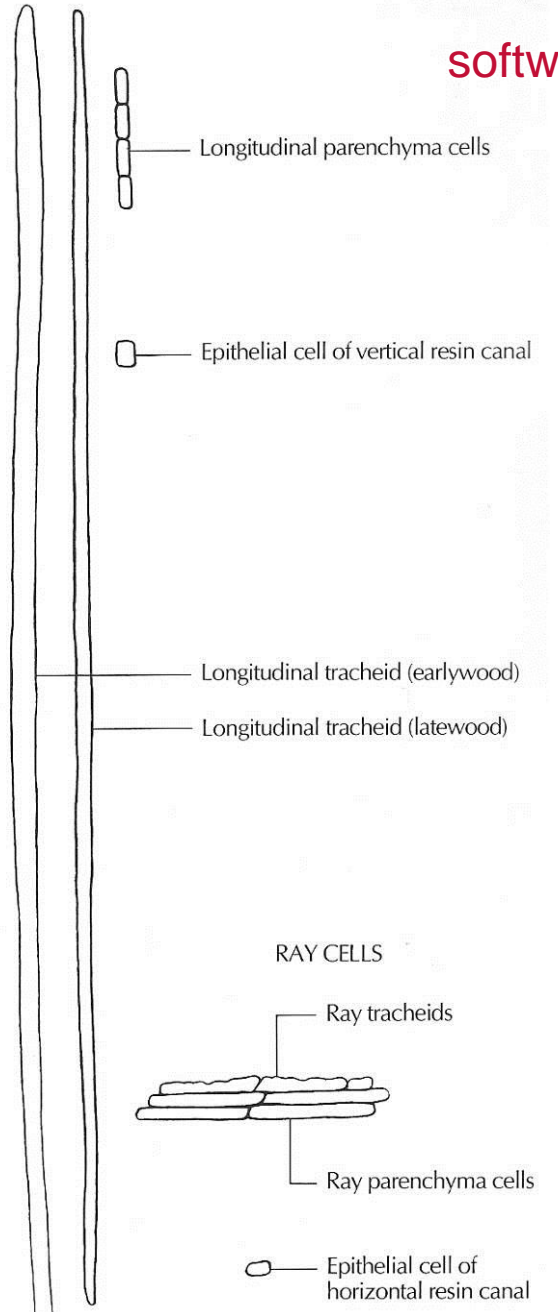 softw
Longitudinal parenchyma cells
Epithelial cell of vertical resin canal
Longitudinal tracheid (earlywood)
Longitudinal tracheid (latewood)
RAY CELLS
Ray tracheids
Ray parenchyma cells
Epithelial cell of
horizontal resin canal